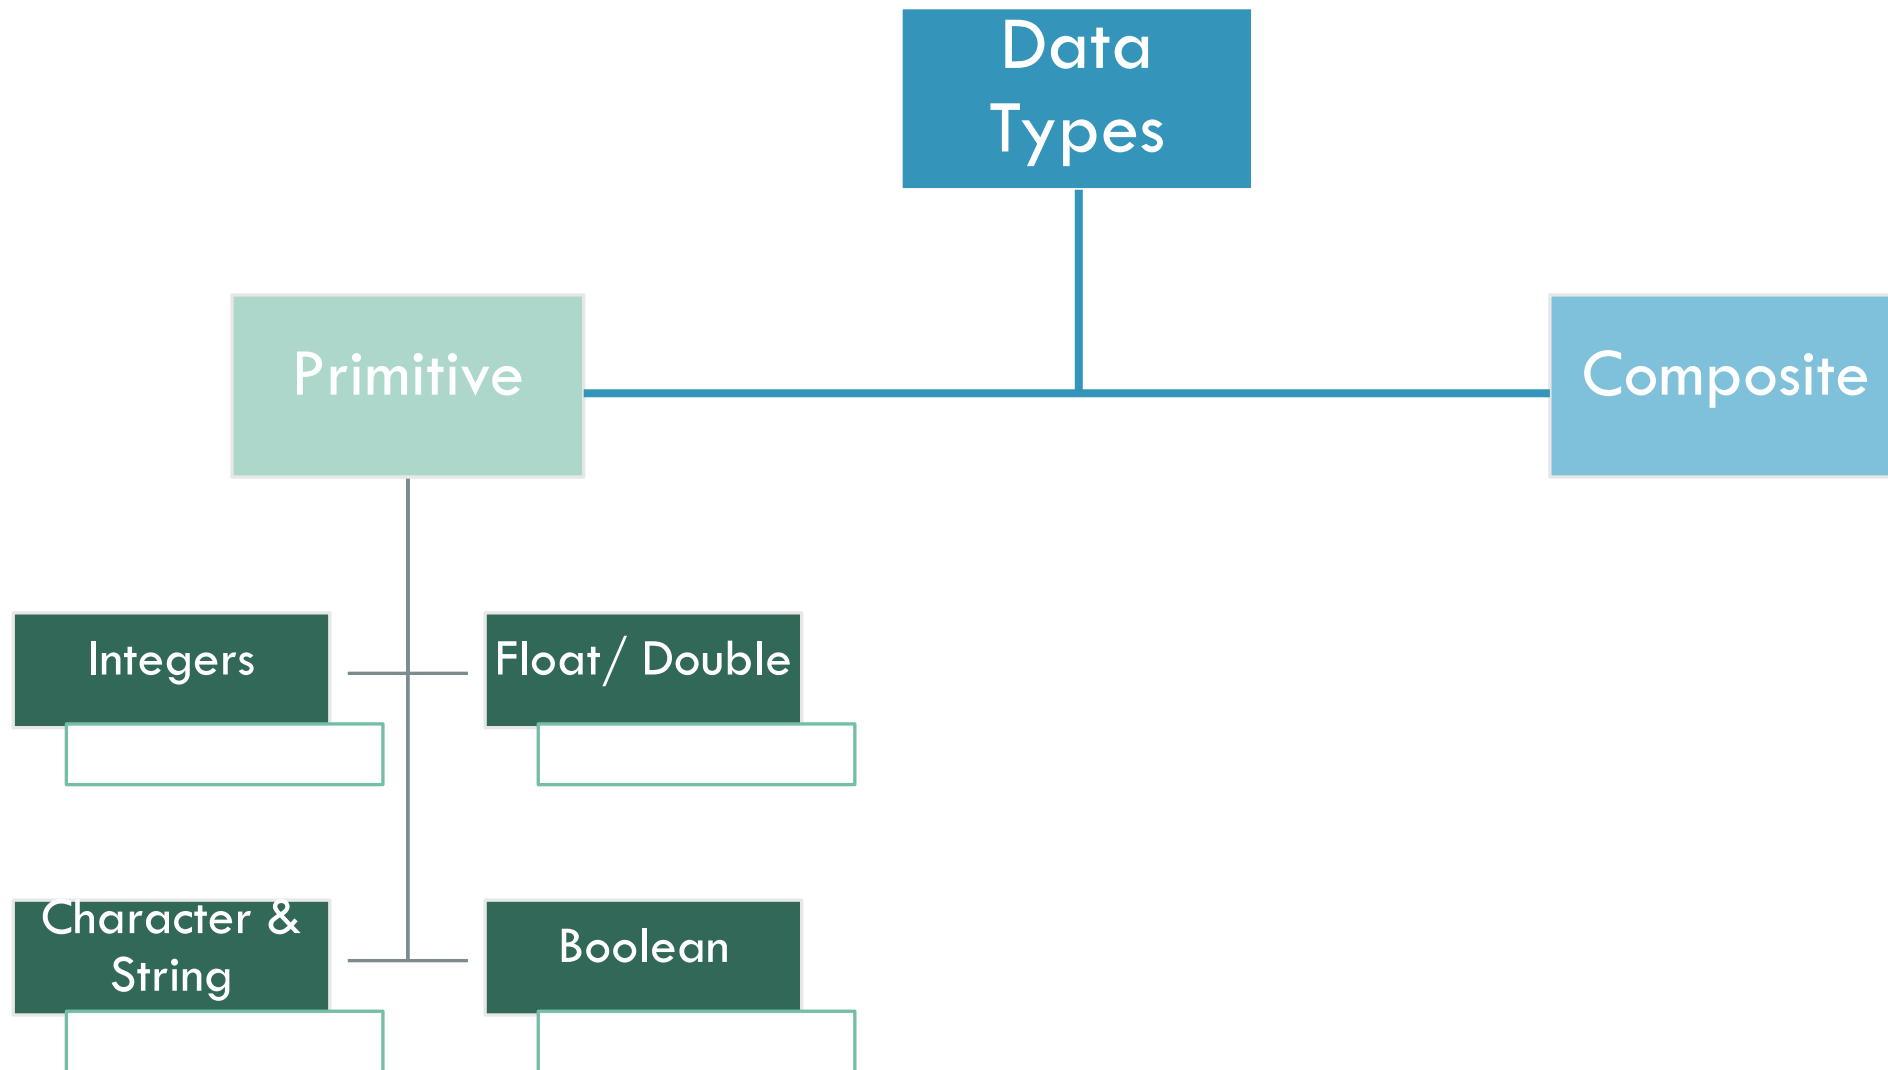 Data
Types
Primitive
Composite
Integers
Float/ Double
Character &
String
Boolean